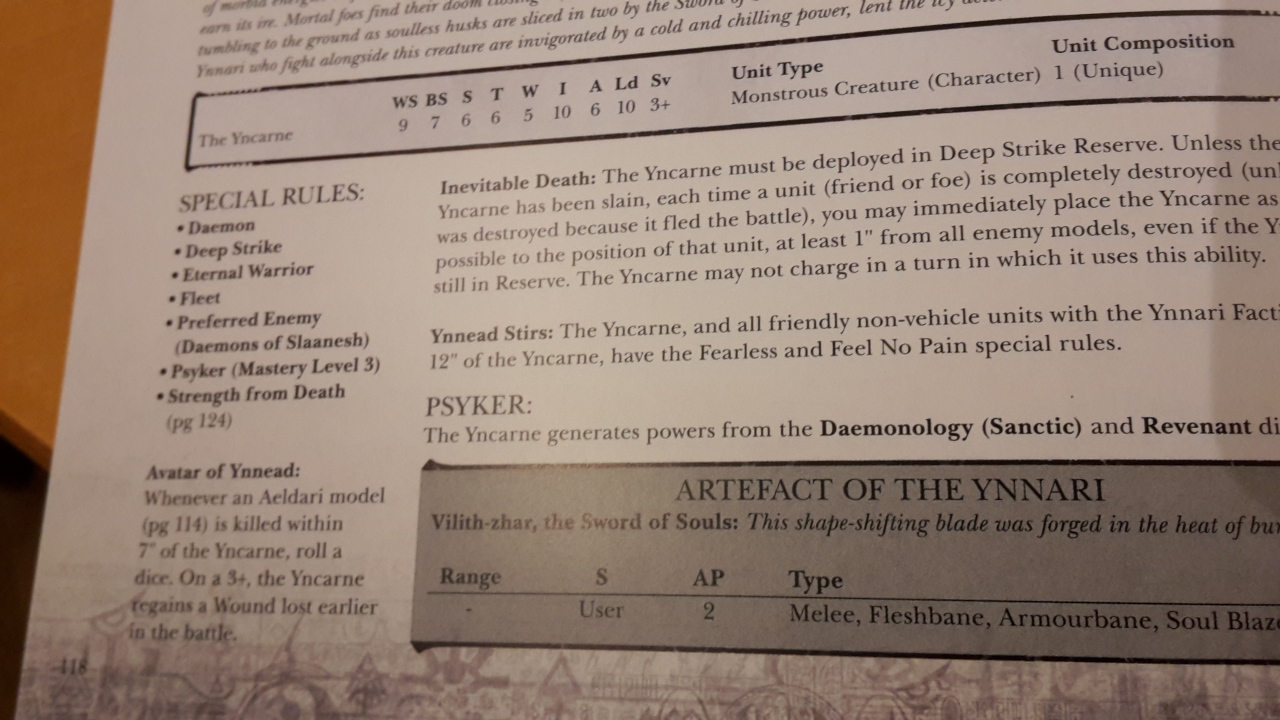 of morbid
earn its ire. Mortal foes find their doom
tumbling to the ground as soulless husks are sliced in two by the Sword of
Ynnari who fight alongside this creature are invigorated by a cold and chilling power, lent the icy
Unit Type
Unit Composition
WS BS S T W I A Ld Sv
The Yncarne
9 7 6 6 5 10 6 10 3+
Monstrous Creature (Character)
1 (Unique)
SPECIAL RULES:
• Daemon
• Deep Strike
• Eternal Warrior
• Fleet
• Preferred Enemy
(Daemons of Slaanesh)
• Psyker (Mastery Level 3)
• Strength from Death
(pg 124)
Avatar of Ynnead:
Whenever an Aeldari model
(pg 114) is killed within
7" of the Yncarne, roll a
dice. On a 3+, the Yncarne
regains a Wound lost earlier
in the battle.
Inevitable Death: The Yncarne must be deployed in Deep Strike Reserve. Unless the
Yncarne has been slain, each time a unit (friend or foe) is completely destroyed (unl
was destroyed because it fled the battle), you may immediately place the Yncarne as
possible to the position of that unit, at least 1" from all enemy models, even if the Y
still in Reserve. The Yncarne may not charge in a turn in which it uses this ability.
Ynnead Stirs: The Yncarne, and all friendly non-vehicle units with the Ynnari Facti
12" of the Yncarne, have the Fearless and Feel No Pain special rules.
PSYKER:
The Yncarne generates powers from the Daemonology (Sanctic) and Revenant di
ARTEFACT OF THE YNNARI
Vilith-zhar, the Sword of Souls: This shape-shifting blade was forged in the heat of bu
Range S AP Type
- User 2 Melee, Fleshbane, Armourbane, Soul Blaze
118